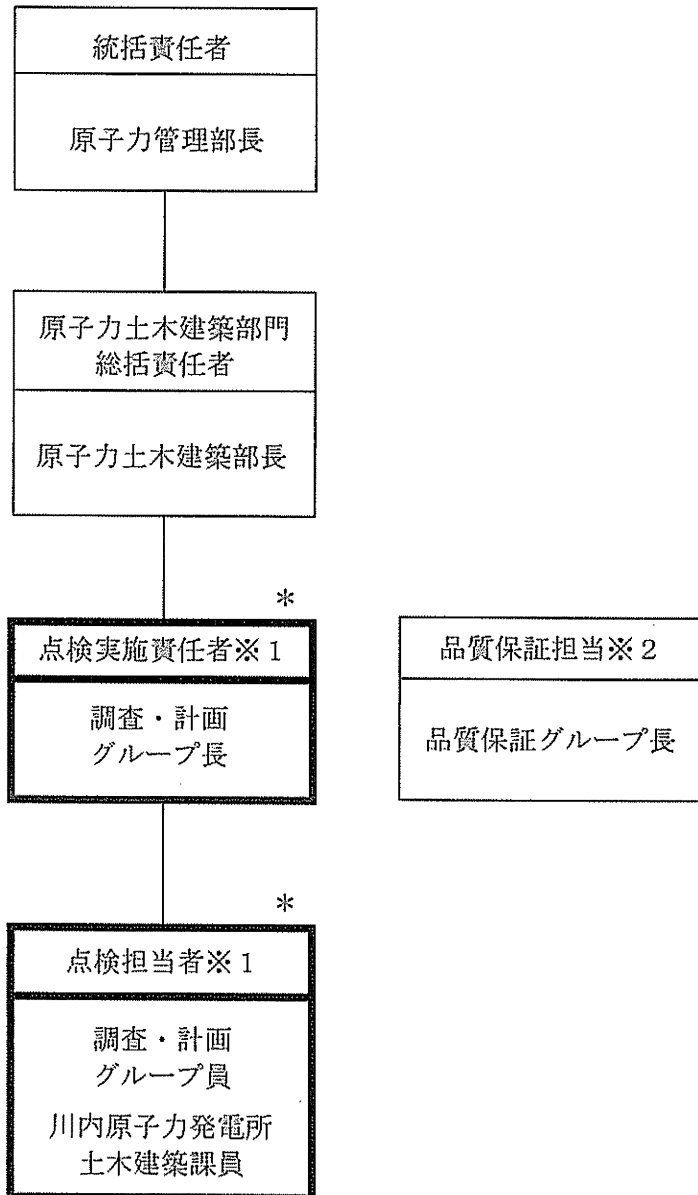 統括責任者
原子力管理部長
原子力土木建築部門
総括責任者
原子力土木建築部長
*
点検実施責任者※1
調査・計画
グループ長
品質保証担当※2
品質保証グループ長
*
点検担当者※1
調査・計画
グループ員
川内原子力発電所
土木建築課員